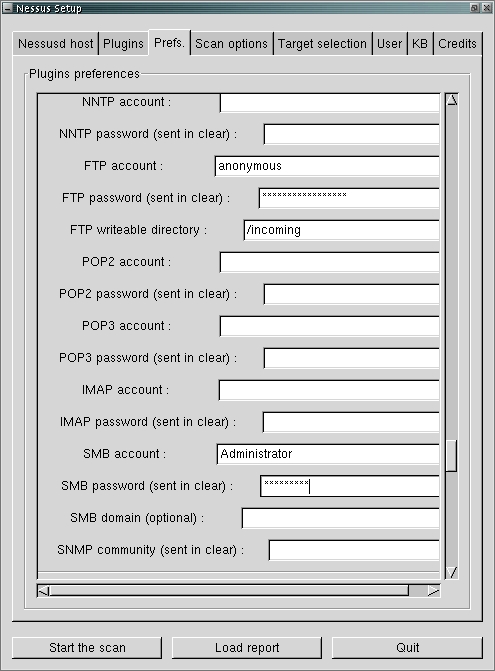 Nessus Setup
Nessusd host Plugins Prefs. Scan options Target selection User KB Credits
Plugins preferences
NNTP account :
NNTP password (sent in clear) :
FTP account : anonymous
FTP password (sent in clear) : *****************
FTP writeable directory : /incoming
POP2 account :
POP2 password (sent in clear) :
POP3 account :
POP3 password (sent in clear) :
IMAP account :
IMAP password (sent in clear) :
SMB account : Administrator
SMB password (sent in clear) : *********
SMB domain (optional) :
SNMP community (sent in clear) :
Start the scan Load report Quit